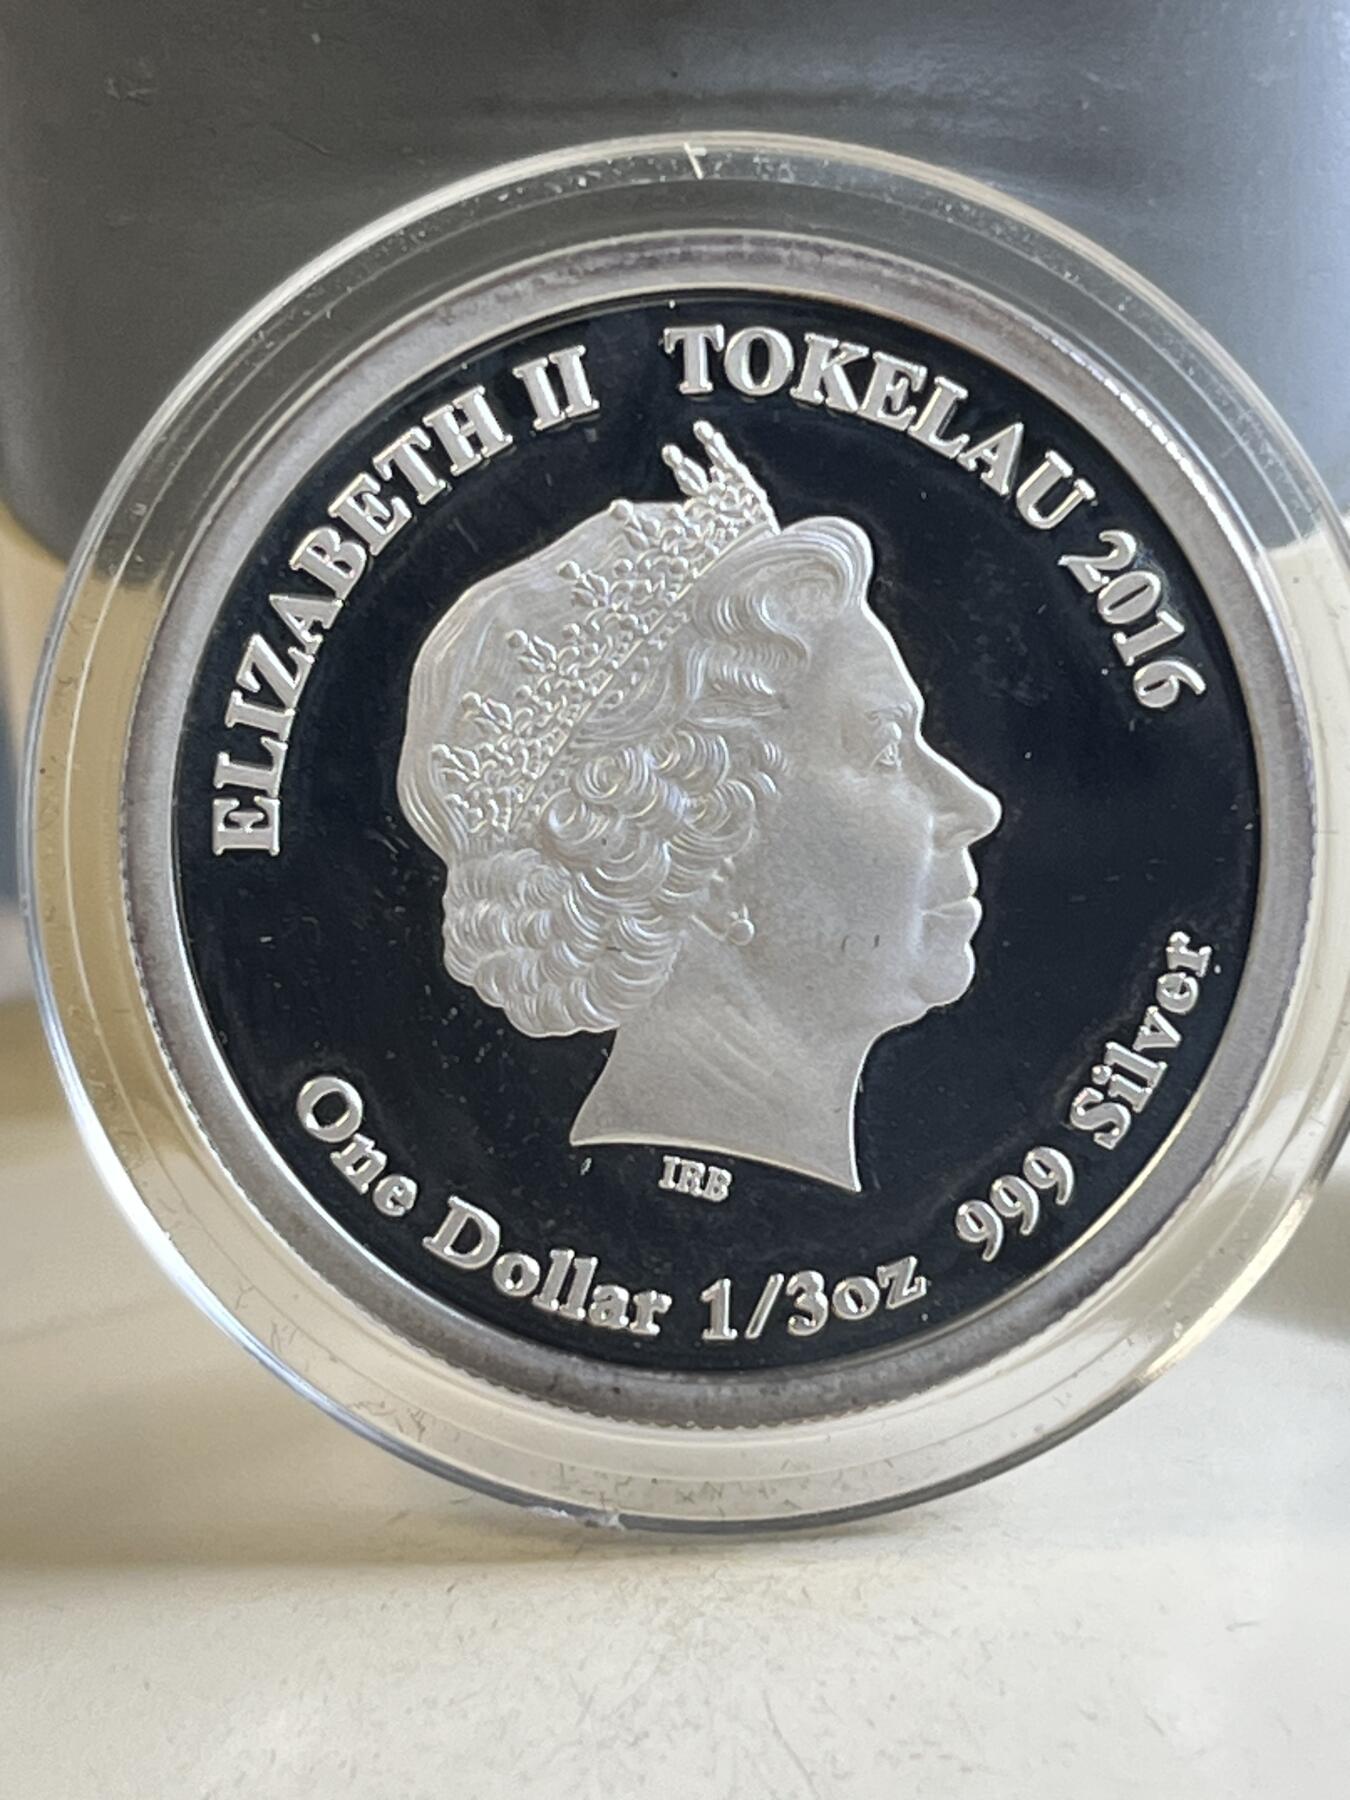 ELIZABETH II TOKELAU 2016
IRB
One Dollar 1/3oz 999 Silver